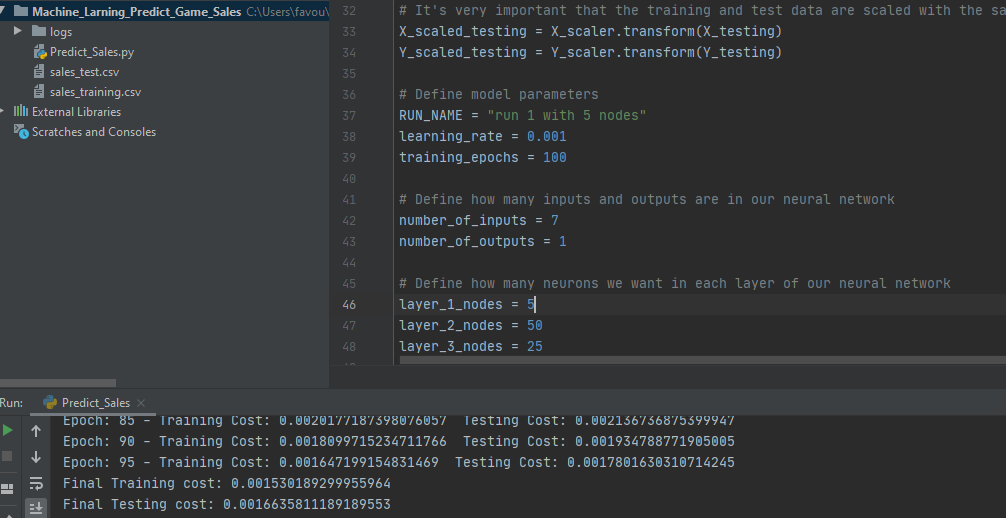 Machine_Larning_Predict_Game_Sales C:\Users\favou
logs
Predict_Sales.py
sales_test.csv
sales_training.csv
External Libraries
Scratches and Consoles
32 # It's very important that the training and test data are scaled with the sa
33 X_scaled_testing = X_scaler.transform(X_testing)
34 Y_scaled_testing = Y_scaler.transform(Y_testing)
35
36 # Define model parameters
37 RUN_NAME = "run 1 with 5 nodes"
38 learning_rate = 0.001
39 training_epochs = 100
40
41 # Define how many inputs and outputs are in our neural network
42 number_of_inputs = 7
43 number_of_outputs = 1
44
45 # Define how many neurons we want in each layer of our neural network
46 layer_1_nodes = 5
47 layer_2_nodes = 50
48 layer_3_nodes = 25
Run: Predict_Sales
Epoch: 85 - Training Cost: 0.0020177187398076057 Testing Cost: 0.002136736875399947
Epoch: 90 - Training Cost: 0.0018099715234711766 Testing Cost: 0.001934788771905005
Epoch: 95 - Training Cost: 0.001647199154831469 Testing Cost: 0.0017801630310714245
Final Training cost: 0.001530189299955964
Final Testing cost: 0.0016635811189189553